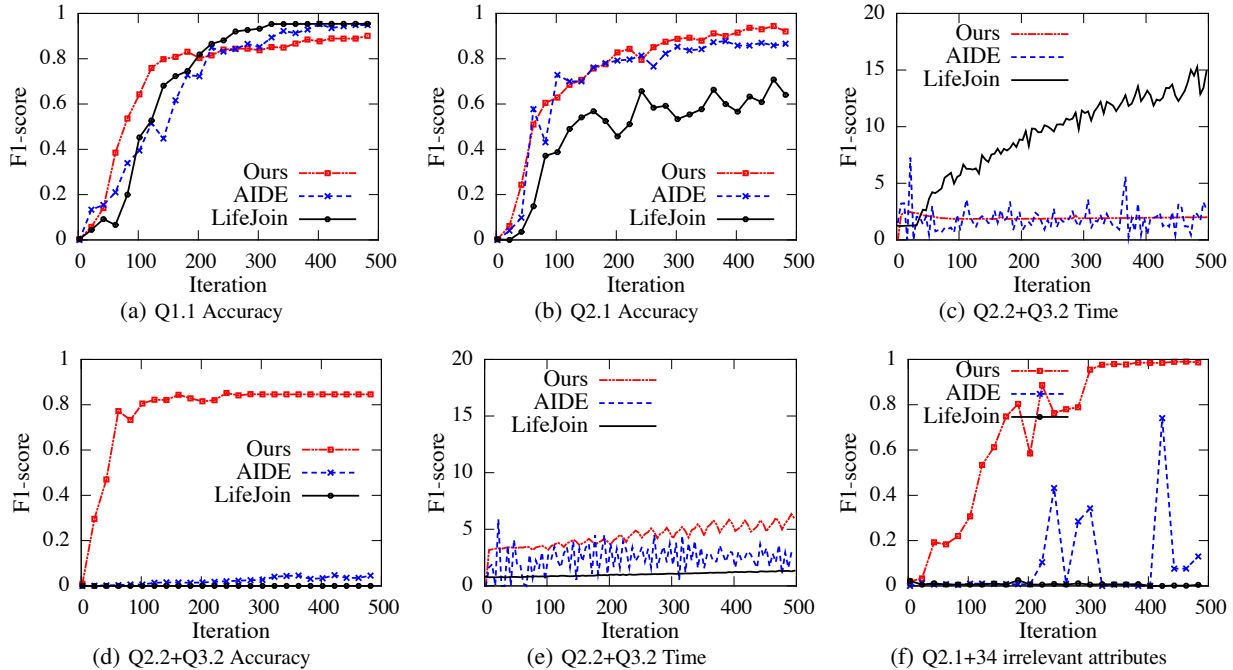 1
0.8
0.6
0.4
0.2
0
F1-score
Ours
AIDE
LifeJoin
0 100 200 300 400 500
Iteration
(a) Q1.1 Accuracy
1
0.8
0.6
0.4
0.2
0
F1-score
Ours
AIDE
LifeJoin
0 100 200 300 400 500
Iteration
(b) Q2.1 Accuracy
20
15
10
5
0
F1-score
Ours
AIDE
LifeJoin
0 100 200 300 400 500
Iteration
(c) Q2.2+Q3.2 Time
1
0.8
0.6
0.4
0.2
0
F1-score
Ours
AIDE
LifeJoin
0 100 200 300 400 500
Iteration
(d) Q2.2+Q3.2 Accuracy
20
15
10
5
0
F1-score
Ours
AIDE
LifeJoin
0 100 200 300 400 500
Iteration
(e) Q2.2+Q3.2 Time
1
0.8
0.6
0.4
0.2
0
F1-score
Ours
AIDE
LifeJoin
0 100 200 300 400 500
Iteration
(f) Q2.1+34 irrelevant attributes